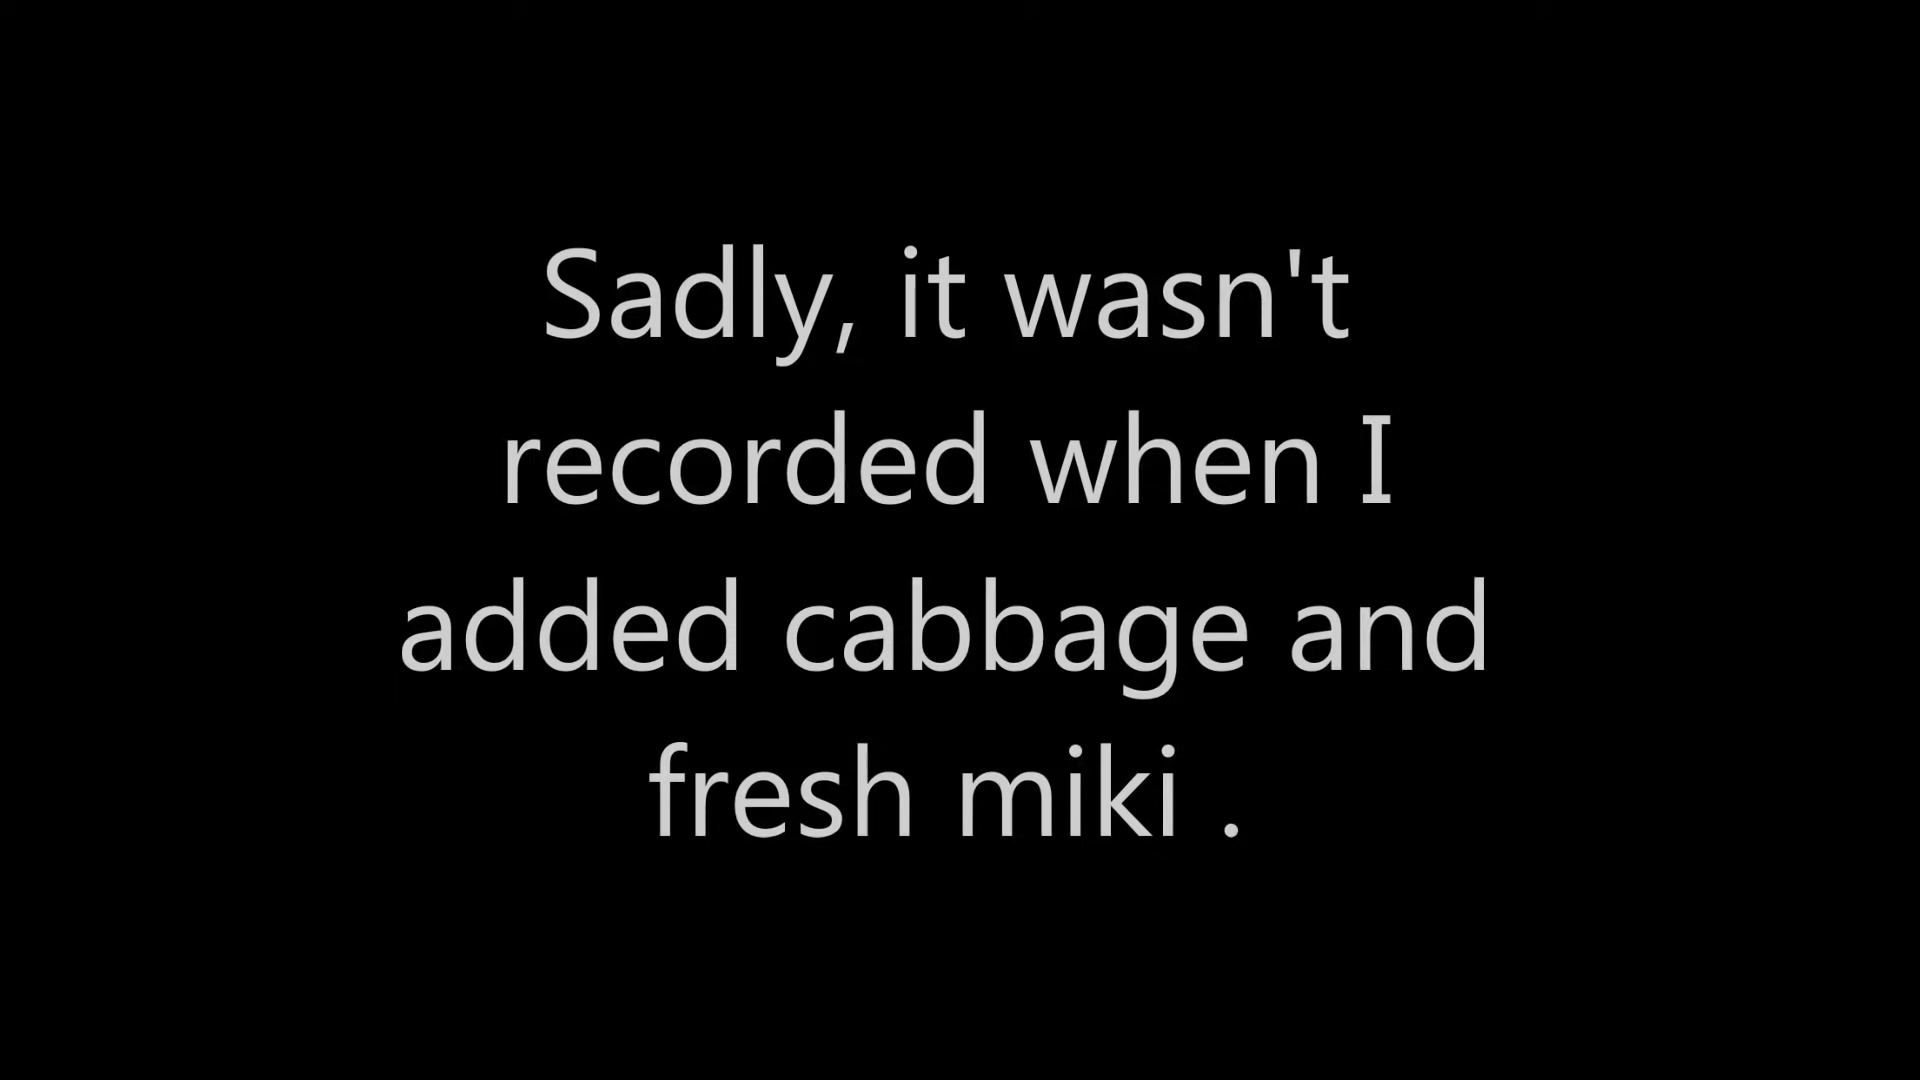 Sadly, it wasn't
recorded when I
added cabbage and
fresh miki .